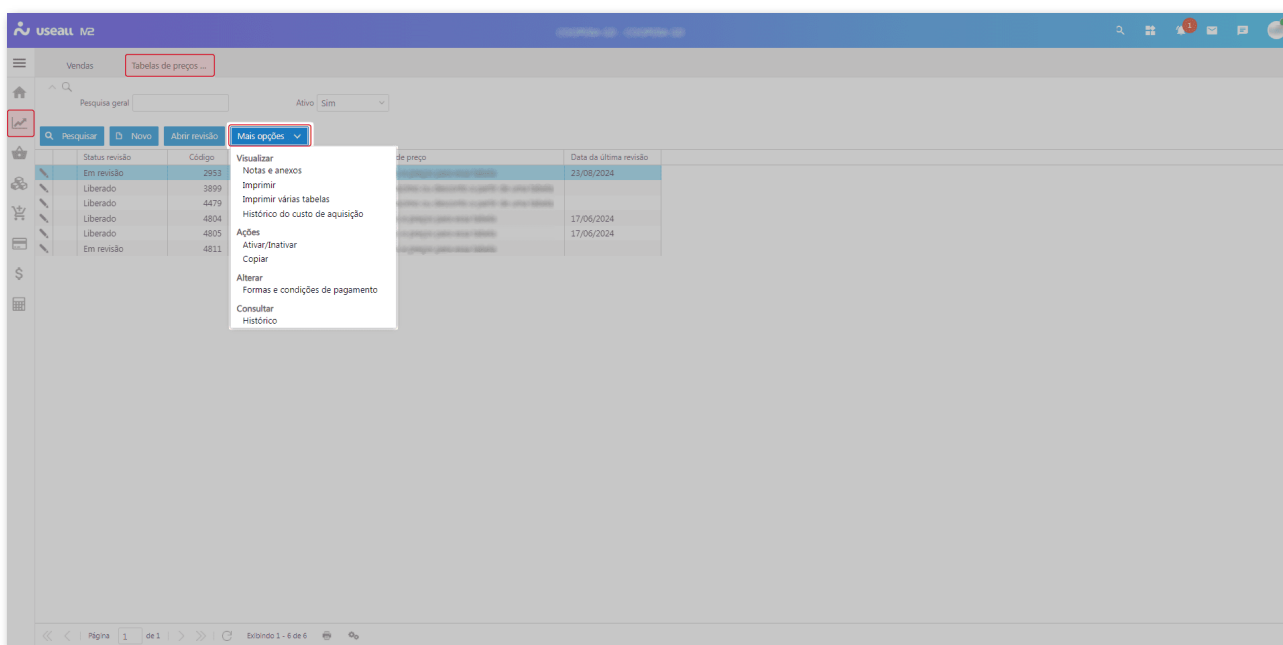 useall M2
1
Vendas Tabelas de preços ...
Pesquisa geral Ativo Sim
Pesquisar Novo Abrir revisão Mais opções
Status revisão Código de preço Data da última revisão
Em revisão 2953 23/08/2024
Liberado 3899
Liberado 4479
Liberado 4804 17/06/2024
Liberado 4805 17/06/2024
Em revisão 4811
Visualizar
Notas e anexos
Imprimir
Imprimir várias tabelas
Histórico do custo de aquisição
Ações
Ativar/Inativar
Copiar
Alterar
Formas e condições de pagamento
Consultar
Histórico
Página 1 de 1 Exibindo 1 - 6 de 6